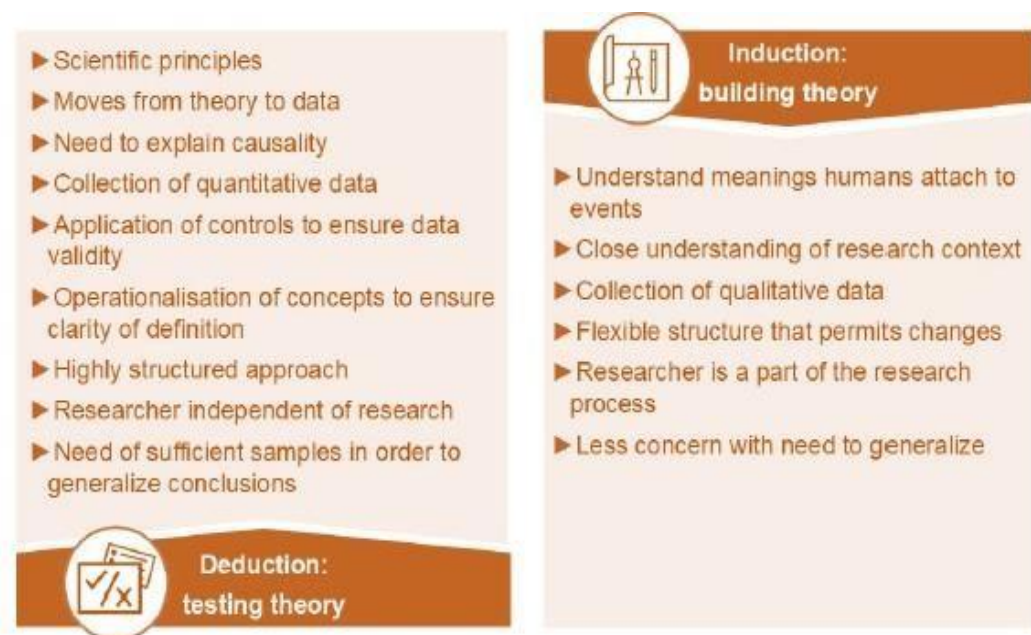 ► Scientific principles
► Moves from theory to data
► Need to explain causality
► Collection of quantitative data
► Application of controls to ensure data
validity
► Operationalisation of concepts to ensure
clarity of definition
► Highly structured approach
► Researcher independent of research
► Need of sufficient samples in order to
generalize conclusions
Deduction:
testing theory
Induction:
building theory
► Understand meanings humans attach to
events
► Close understanding of research context
► Collection of qualitative data
► Flexible structure that permits changes
► Researcher is a part of the research
process
► Less concern with need to generalize